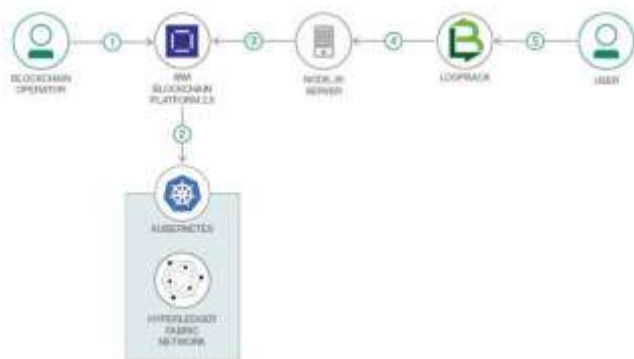 1
3
4
5
BLOCKCHAIN
OPERATOR
IBM
BLOCKCHAIN
PLATFORM 2.0
NODE.JS
SERVER
LOOPBACK
USER
2
KUBERNETES
HYPERLEDGER
FABRIC
NETWORK